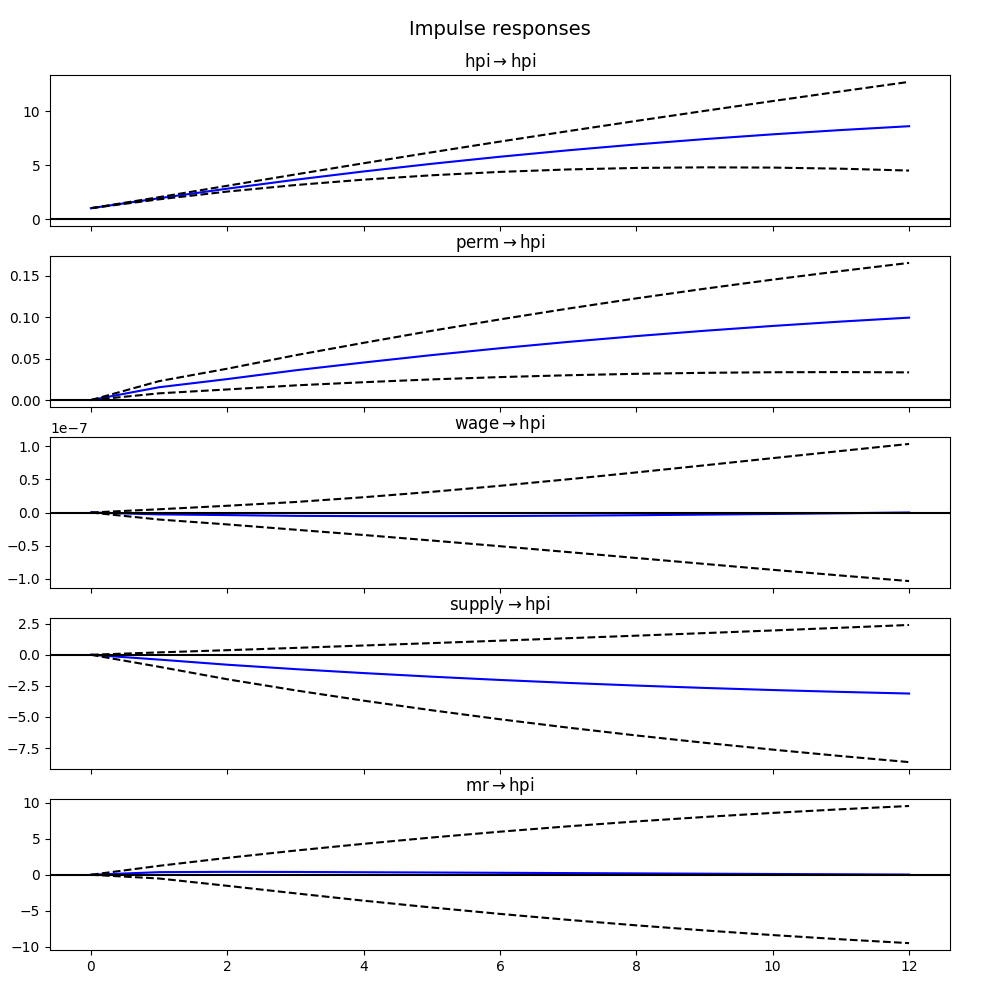 Impulse responses
hpi → hpi
10
5
0
perm → hpi
0.15
0.10
0.05
0.00
wage → hpi
1e−7
1.0
0.5
0.0
−0.5
−1.0
supply → hpi
2.5
0.0
−2.5
−5.0
−7.5
mr → hpi
10
5
0
−5
−10
0 2 4 6 8 10 12